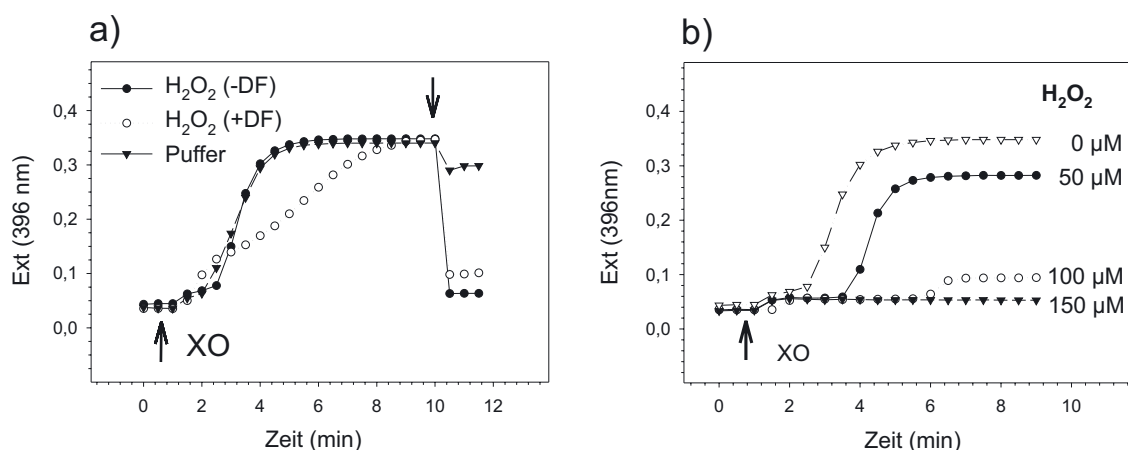 a)
H₂O₂ (-DF)
H₂O₂ (+DF)
Puffer
0,4
0,3
0,2
0,1
0,0
Ext (396 nm)
XO
0 2 4 6 8 10 12
Zeit (min)
b)
H₂O₂
0,4
0,3
0,2
0,1
0,0
Ext (396nm)
0 µM
50 µM
100 µM
150 µM
XO
0 2 4 6 8 10
Zeit (min)